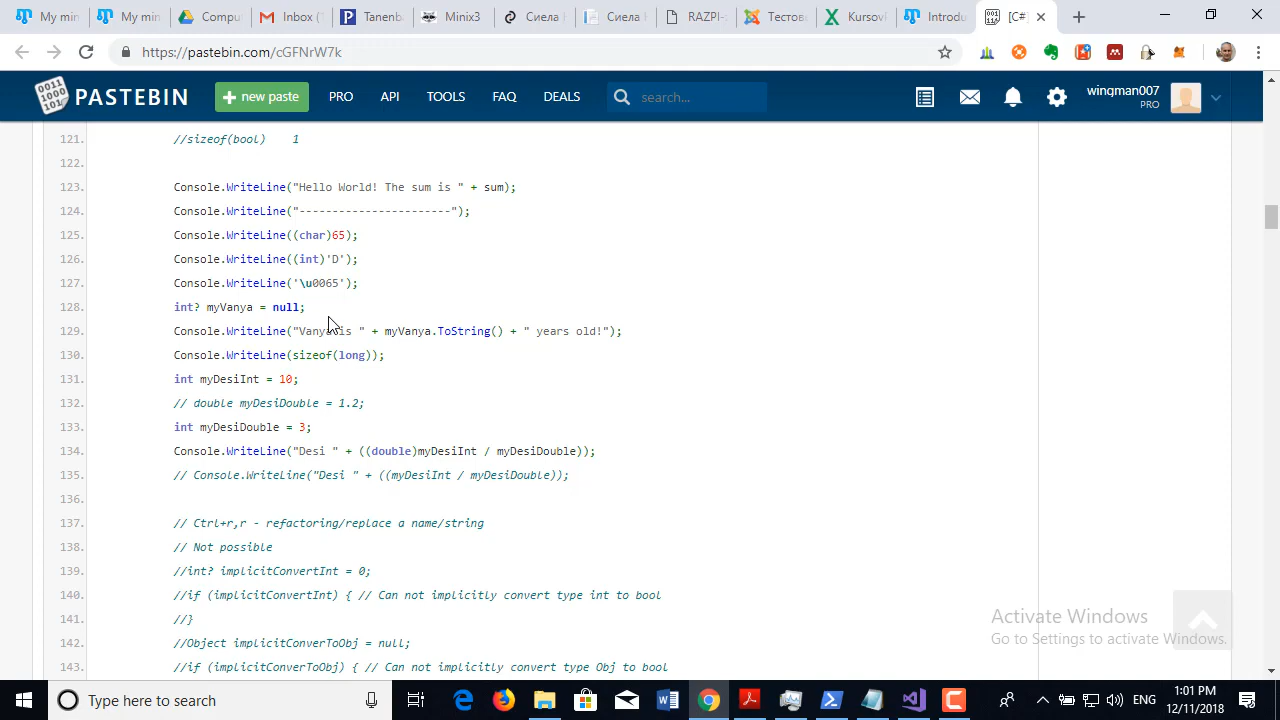 My mi
My mi
Compu
Inbox (1
Tanenb
Minix3
Сиела
Сиела
RAZPI-
Тестов
Kursov
Introdu
[C#]
https://pastebin.com/cGFNrW7k
PASTEBIN
+ new paste
PRO
API
TOOLS
FAQ
DEALS
search...
wingman007
PRO
121. //sizeof(bool)    1
122.
123. Console.WriteLine("Hello World! The sum is " + sum);
124. Console.WriteLine("-----------------------");
125. Console.WriteLine((char)65);
126. Console.WriteLine((int)'D');
127. Console.WriteLine('\u0065');
128. int? myVanya = null;
129. Console.WriteLine("Vanya is " + myVanya.ToString() + " years old!");
130. Console.WriteLine(sizeof(long));
131. int myDesiInt = 10;
132. // double myDesiDouble = 1.2;
133. int myDesiDouble = 3;
134. Console.WriteLine("Desi " + ((double)myDesiInt / myDesiDouble));
135. // Console.WriteLine("Desi " + ((myDesiInt / myDesiDouble));
136.
137. // Ctrl+r,r - refactoring/replace a name/string
138. // Not possible
139. //int? implicitConvertInt = 0;
140. //if (implicitConvertInt) { // Can not implicitly convert type int to bool
141. //}
142. //Object implicitConverToObj = null;
143. //if (implicitConverToObj) { // Can not implicitly convert type Obj to bool
Activate Windows
Go to Settings to activate Windows.
Type here to search
ENG
1:01 PM
12/11/2018